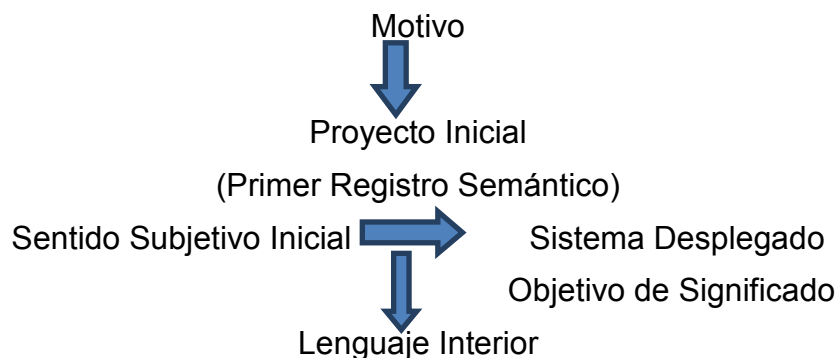 Motivo
Proyecto Inicial
(Primer Registro Semántico)
Sentido Subjetivo Inicial
Sistema Desplegado
Objetivo de Significado
Lenguaje Interior